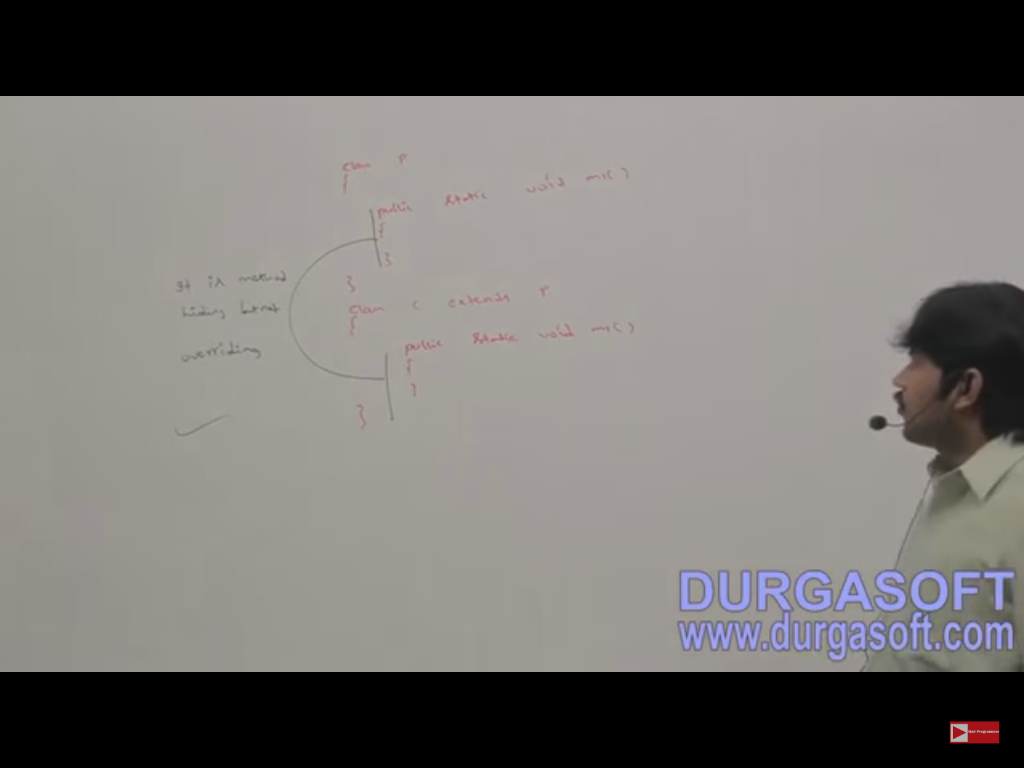 class P
{
public static void m1()
{
}
}
It is method
hiding but not
overriding
class C extends P
{
public static void m1()
{
}
}
DURGASOFT
www.durgasoft.com